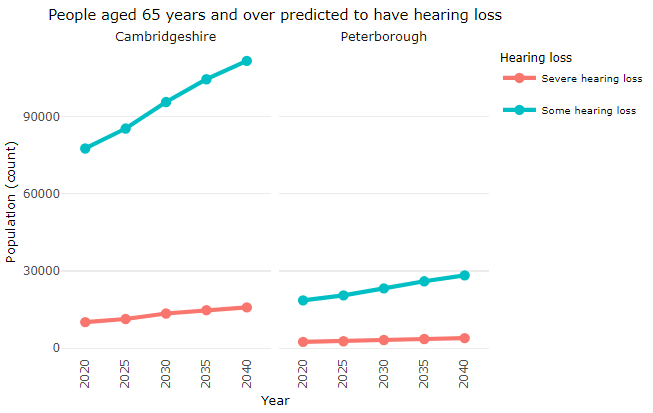 People aged 65 years and over predicted to have hearing loss
Cambridgeshire
Peterborough
Hearing loss
Severe hearing loss
Some hearing loss
Population (count)
90000
60000
30000
0
2020 2025 2030 2035 2040
2020 2025 2030 2035 2040
Year